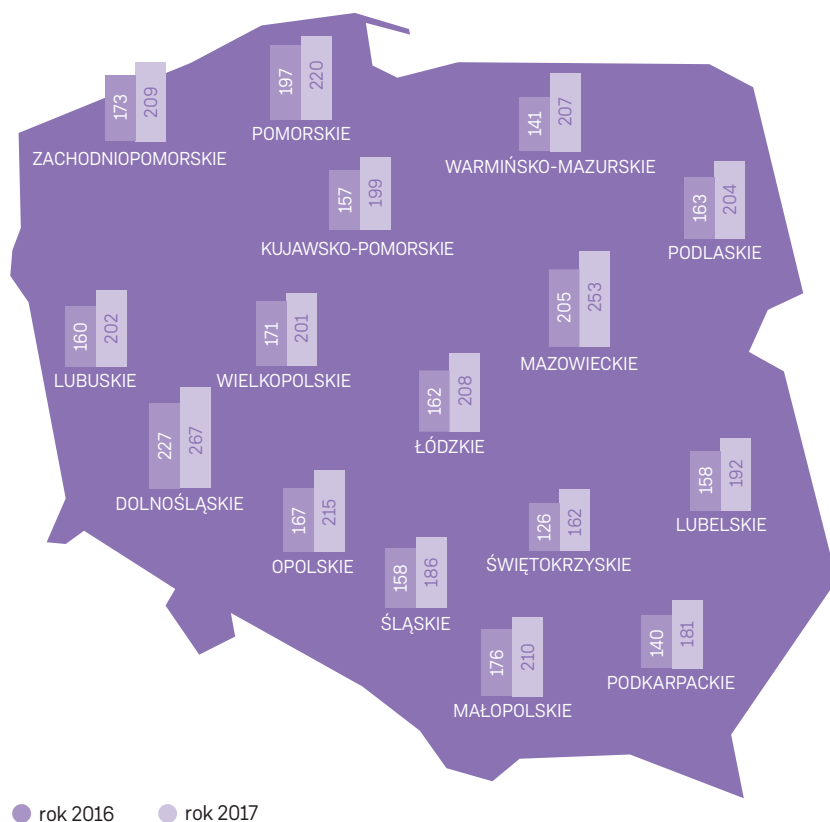 197 220
POMORSKIE
173 209
ZACHODNIOPOMORSKIE
141 207
WARMIŃSKO-MAZURSKIE
157 199
KUJAWSKO-POMORSKIE
163 204
PODLASKIE
205 253
MAZOWIECKIE
160 202
LUBUSKIE
171 201
WIELKOPOLSKIE
162 208
ŁÓDZKIE
227 267
DOLNOŚLĄSKIE
158 192
LUBELSKIE
167 215
OPOLSKIE
126 162
ŚWIĘTOKRZYSKIE
158 186
ŚLĄSKIE
140 181
PODKARPACKIE
176 210
MAŁOPOLSKIE
rok 2016 rok 2017